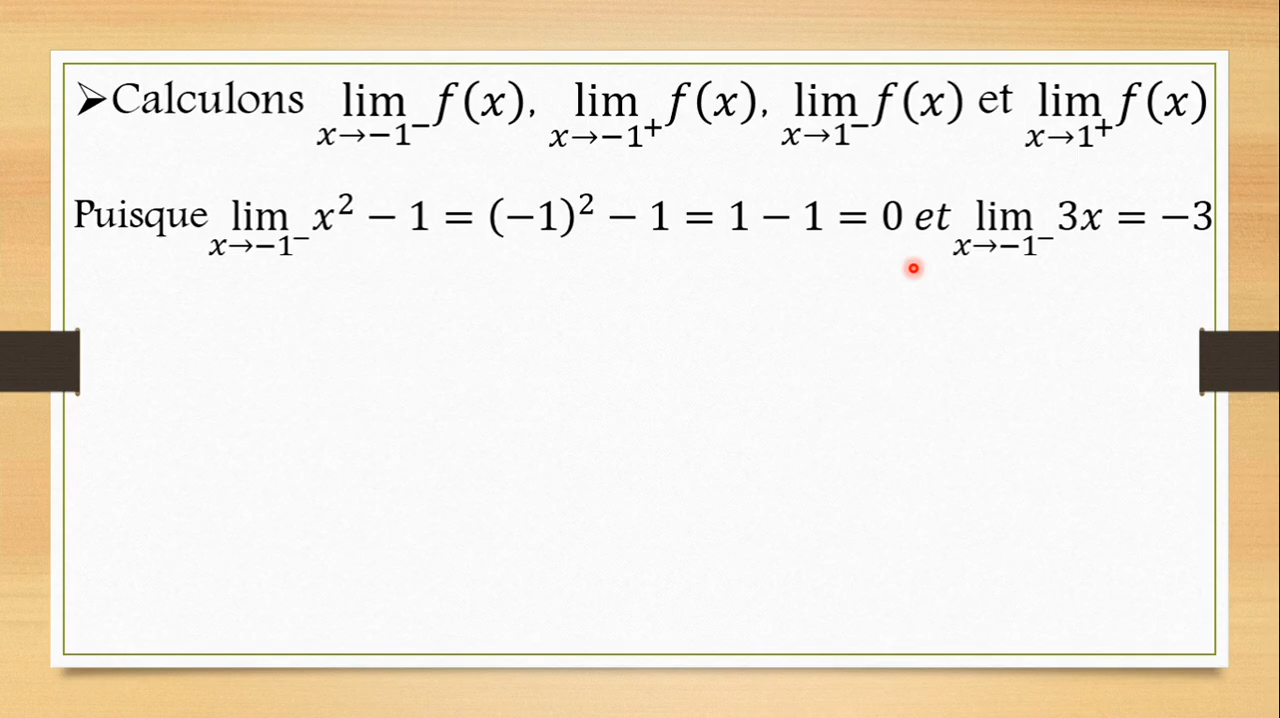 ➢Calculons lim_{x→−1⁻} f(x), lim_{x→−1⁺} f(x), lim_{x→1⁻} f(x) et lim_{x→1⁺} f(x)
Puisque lim_{x→−1⁻} x² − 1 = (−1)² − 1 = 1 − 1 = 0 et lim_{x→−1⁻} 3x = −3